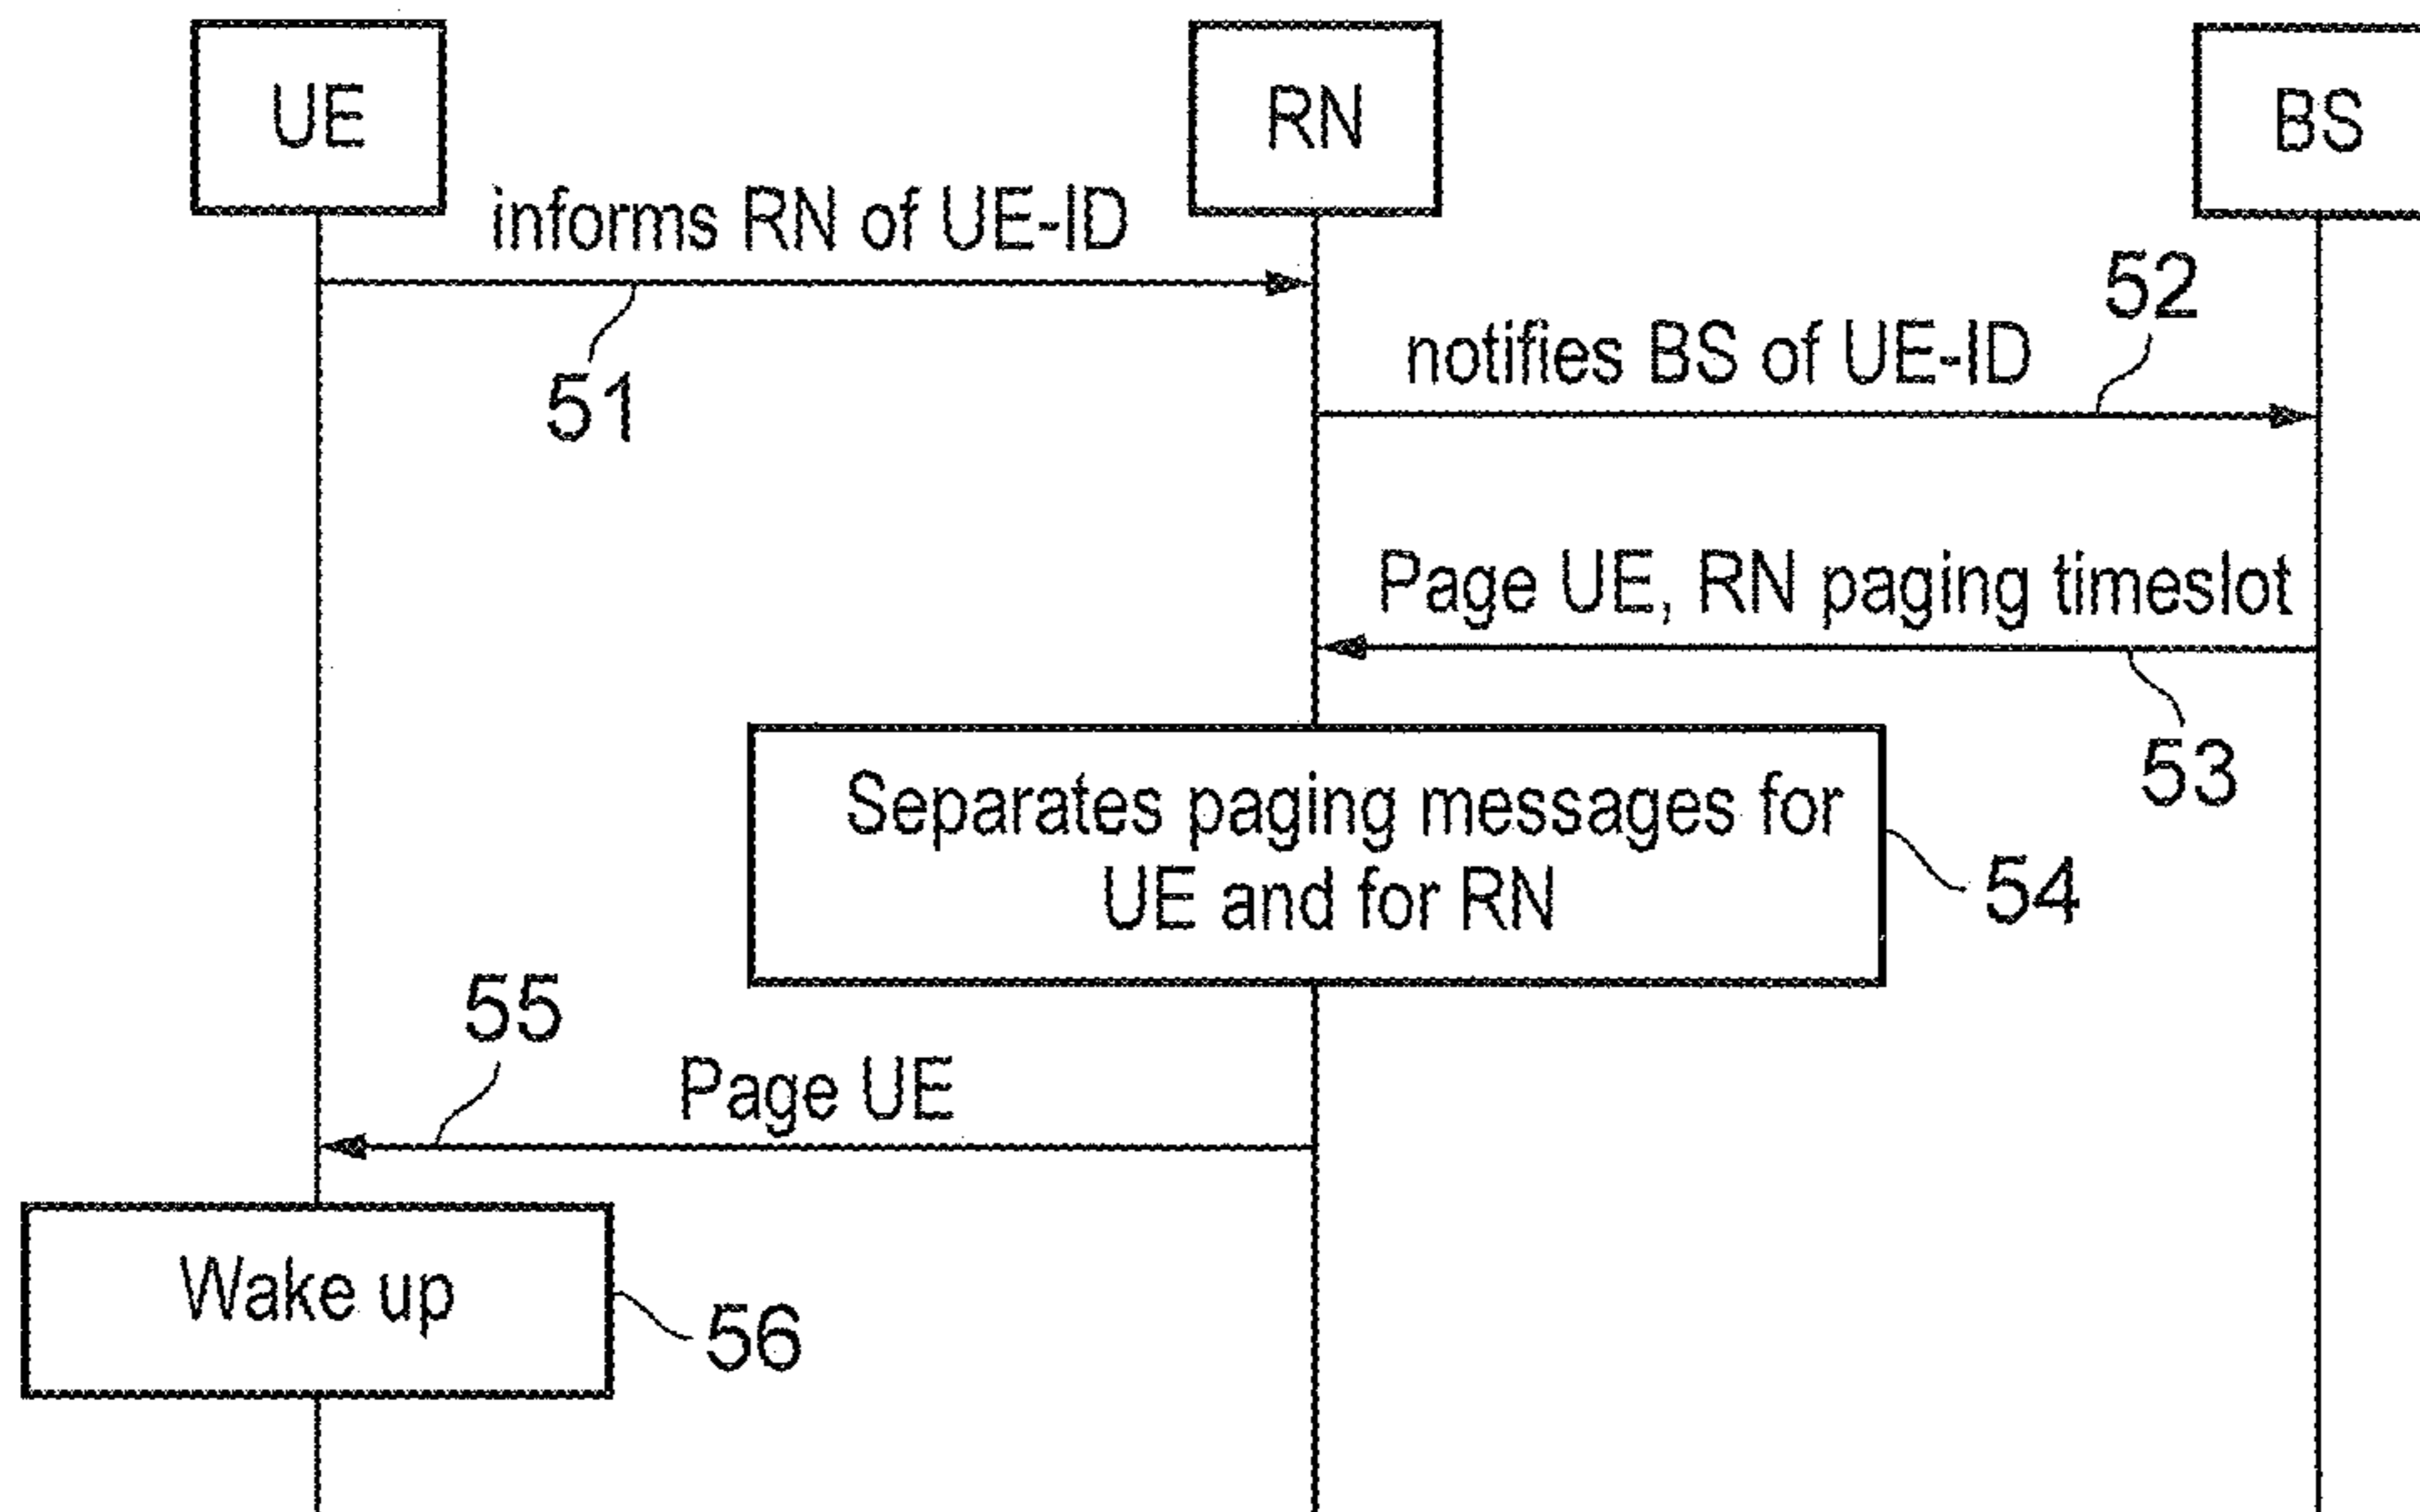 UE
RN
BS
informs RN of UE-ID
51
52
notifies BS of UE-ID
Page UE, RN paging timeslot
53
Separates paging messages for
UE and for RN
54
55
Page UE
Wake up
56